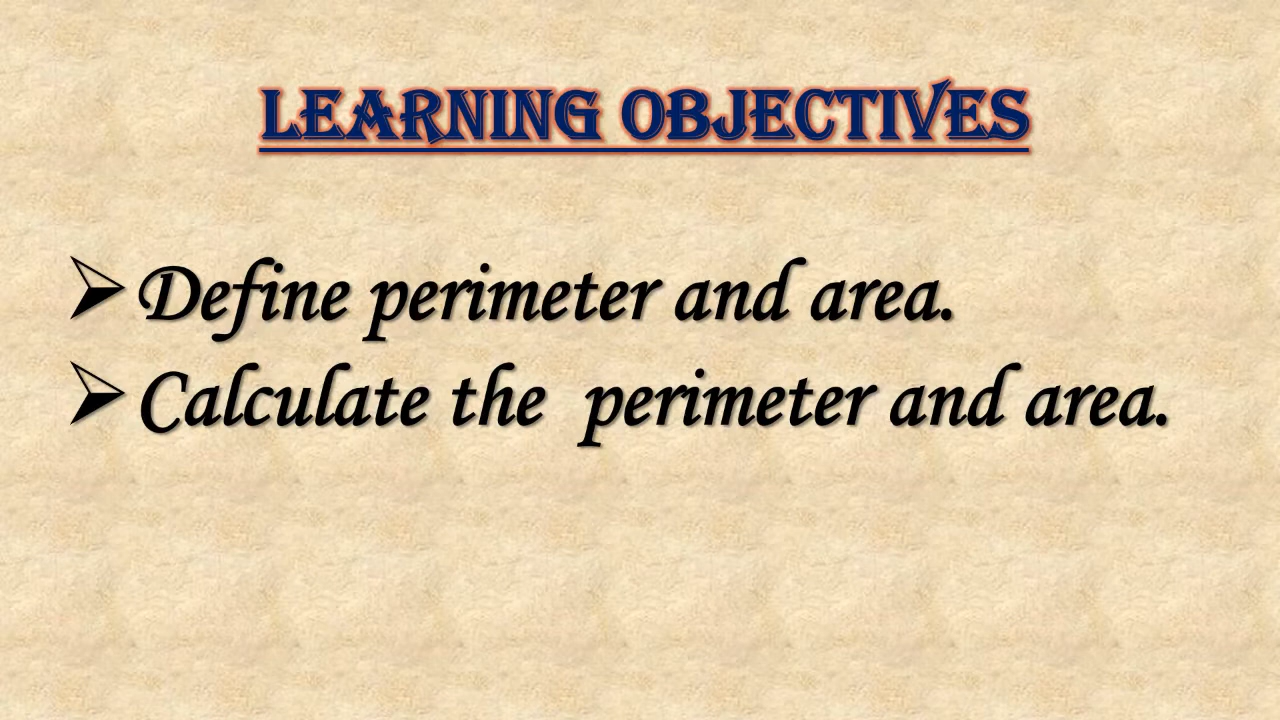 LEARNING OBJECTIVES
➢Define perimeter and area.
➢Calculate the  perimeter and area.